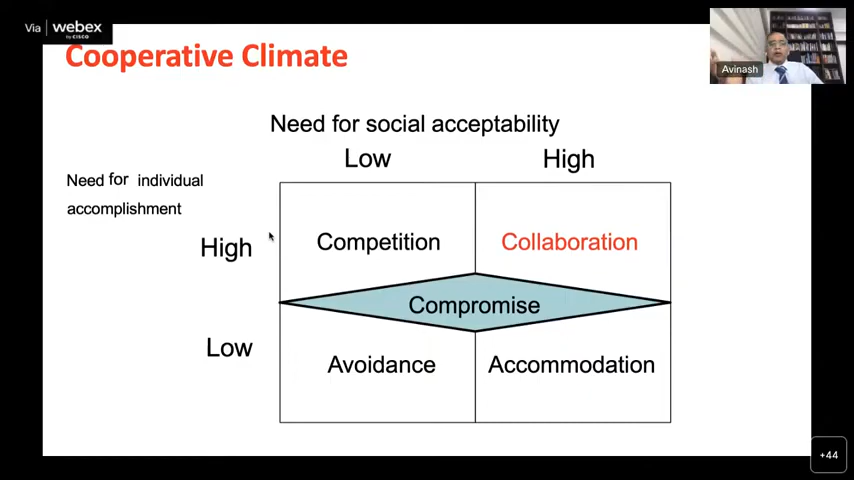 Via webex
by CISCO
Cooperative Climate
Avinash
Need for social acceptability
Low High
Need for individual
accomplishment
High Competition Collaboration
Compromise
Low Avoidance Accommodation
+44